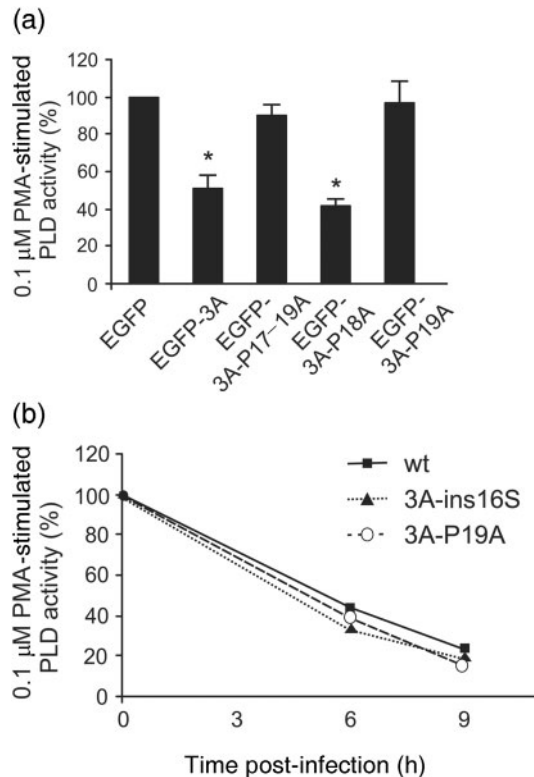 (a)
0.1 μM PMA-stimulated
PLD activity (%)
120
100
80
60
40
20
0
*
*
EGFP
EGFP-3A
EGFP-
3A-P17–19A
EGFP-
3A-P18A
EGFP-
3A-P19A
(b)
0.1 μM PMA-stimulated
PLD activity (%)
120
100
80
60
40
20
0
wt
3A-ins16S
3A-P19A
0
3
6
9
Time post-infection (h)